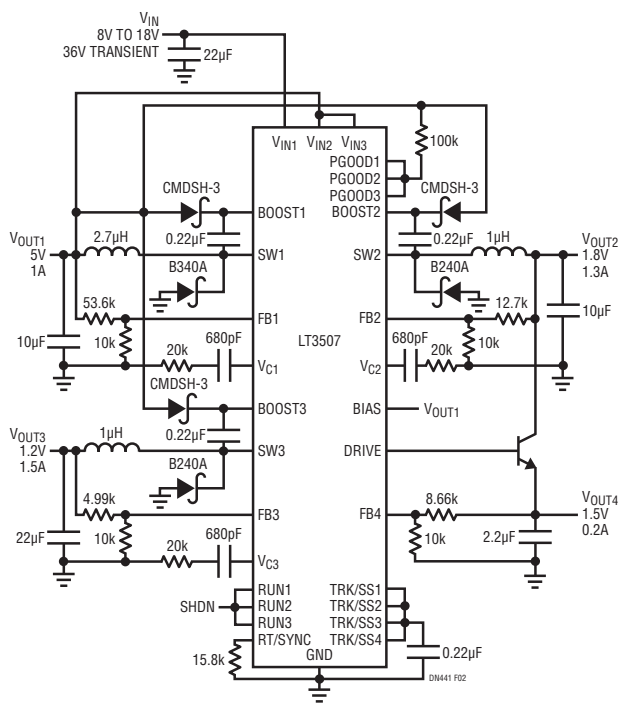 VIN
8V TO 18V
36V TRANSIENT
22µF
VIN1
VIN2
VIN3
PGOOD1
PGOOD2
PGOOD3
100k
CMDSH-3
BOOST1
BOOST2
CMDSH-3
0.22µF
0.22µF
VOUT1
5V
1A
2.7µH
SW1
SW2
1µH
VOUT2
1.8V
1.3A
B340A
B240A
53.6k
FB1
FB2
12.7k
10µF
10µF
10k
10k
LT3507
20k
680pF
VC1
VC2
680pF
20k
CMDSH-3
BOOST3
BIAS
VOUT1
0.22µF
VOUT3
1.2V
1.5A
1µH
SW3
DRIVE
B240A
4.99k
FB3
FB4
8.66k
VOUT4
1.5V
0.2A
22µF
10k
10k
2.2µF
20k
680pF
VC3
SHDN
RUN1
RUN2
RUN3
RT/SYNC
TRK/SS1
TRK/SS2
TRK/SS3
TRK/SS4
GND
15.8k
0.22µF
DN441 F02